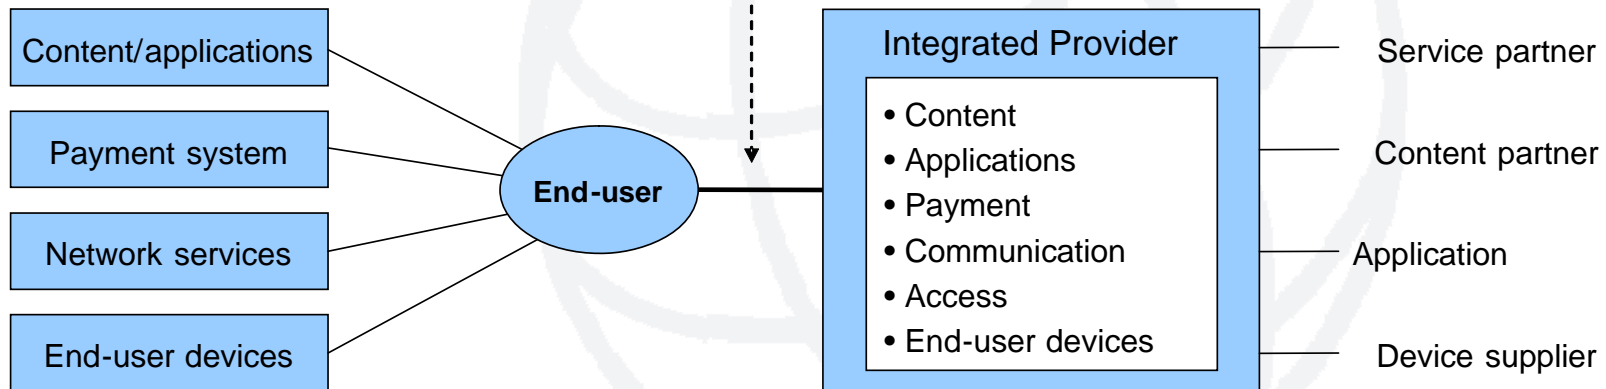 Content/applications
Payment system
Network services
End-user devices
End-user
Integrated Provider
• Content
• Applications
• Payment
• Communication
• Access
• End-user devices
Service partner
Content partner
Application
Device supplier